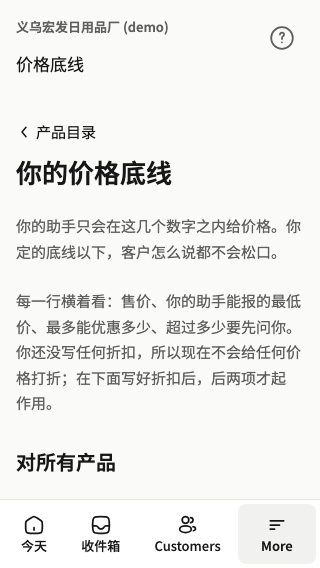 义乌宏发日用品厂 (demo)
价格底线
产品目录
你的价格底线
你的助手只会在这几个数字之内给价格。你
定的底线以下，客户怎么说都不会松口。
每一行横着看：售价、你的助手能报的最低
价、最多能优惠多少、超过多少要先问你。
你还没写任何折扣，所以现在不会给任何价
格打折；在下面写好折扣后，后两项才起
作用。
对所有产品
今天
收件箱
Customers
More